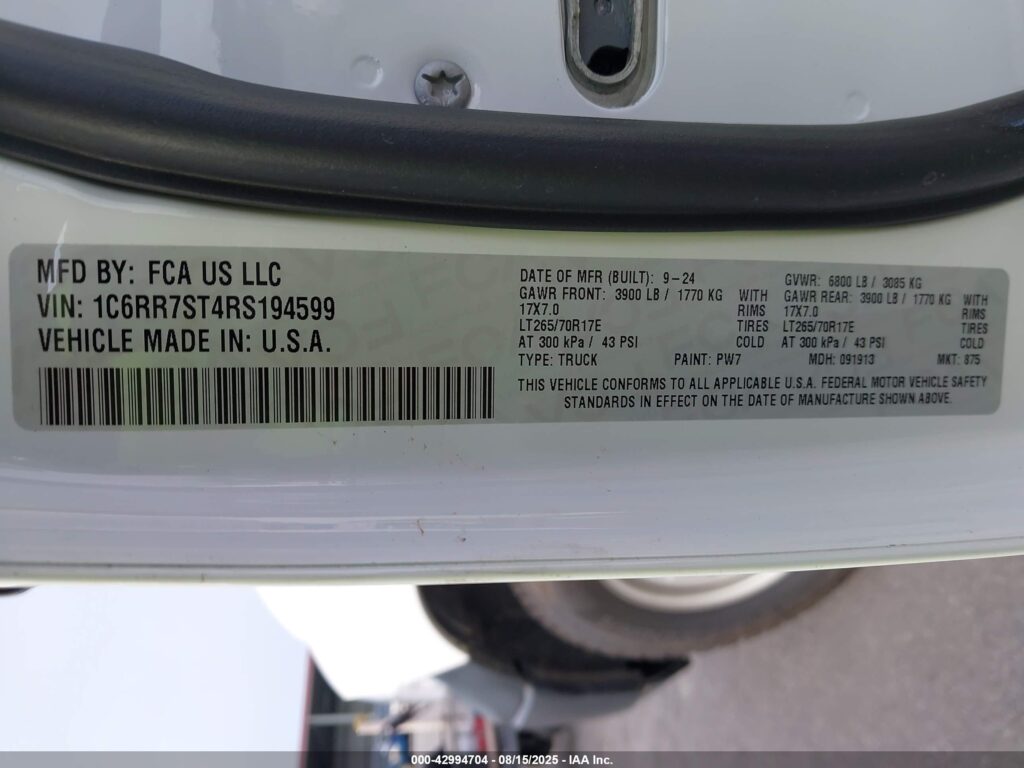 MFD BY: FCA US LLC
VIN: 1C6RR7ST4RS194599
VEHICLE MADE IN: U.S.A.
DATE OF MFR (BUILT): 9-24
GAWR FRONT: 3900 LB / 1770 KG WITH
17X7.0 RIMS
LT265/70R17E TIRES
AT 300 kPa / 43 PSI COLD
TYPE: TRUCK PAINT: PW7
GVWR: 6800 LB / 3085 KG
GAWR REAR: 3900 LB / 1770 KG WITH
17X7.0 RIMS
LT265/70R17E TIRES
AT 300 kPa / 43 PSI COLD
MDH: 091913 MKT: 875
THIS VEHICLE CONFORMS TO ALL APPLICABLE U.S.A. FEDERAL MOTOR VEHICLE SAFETY
STANDARDS IN EFFECT ON THE DATE OF MANUFACTURE SHOWN ABOVE.
000-42994704 - 08/15/2025 - IAA Inc.